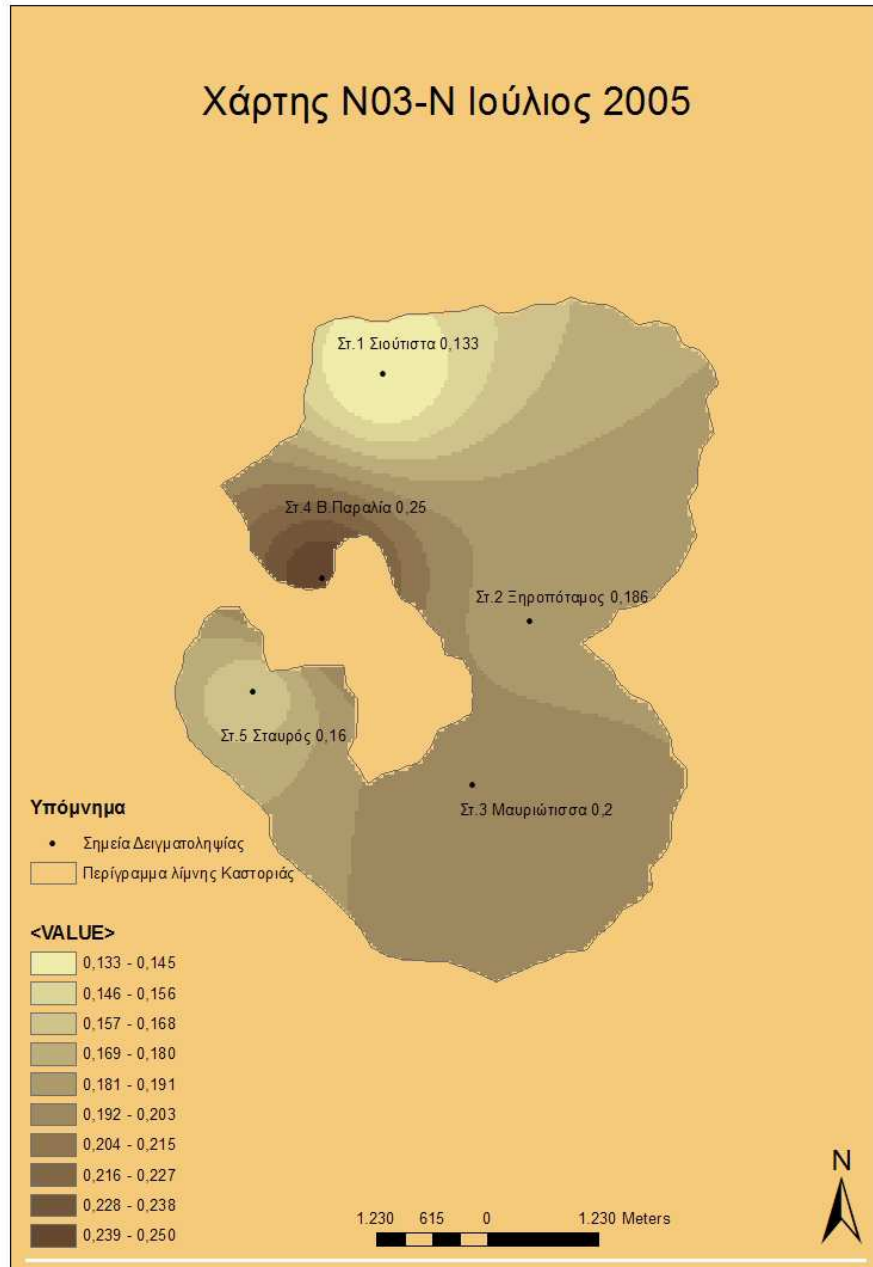 Χάρτης N03-N Ιούλιος 2005
Στ.1 Σιούτιστα 0,133
Στ.4 Β.Παραλία 0,25
Στ.2 Ξηροπόταμος 0,186
Στ.5 Σταυρός 0,16
Στ.3 Μαυριώτισσα 0,2
Υπόμνημα
Σημεία Δειγματοληψίας
Περίγραμμα λίμνης Καστοριάς
<VALUE>
0,133 - 0,145
0,146 - 0,156
0,157 - 0,168
0,169 - 0,180
0,181 - 0,191
0,192 - 0,203
0,204 - 0,215
0,216 - 0,227
0,228 - 0,238
0,239 - 0,250
1.230 615 0 1.230 Meters
N